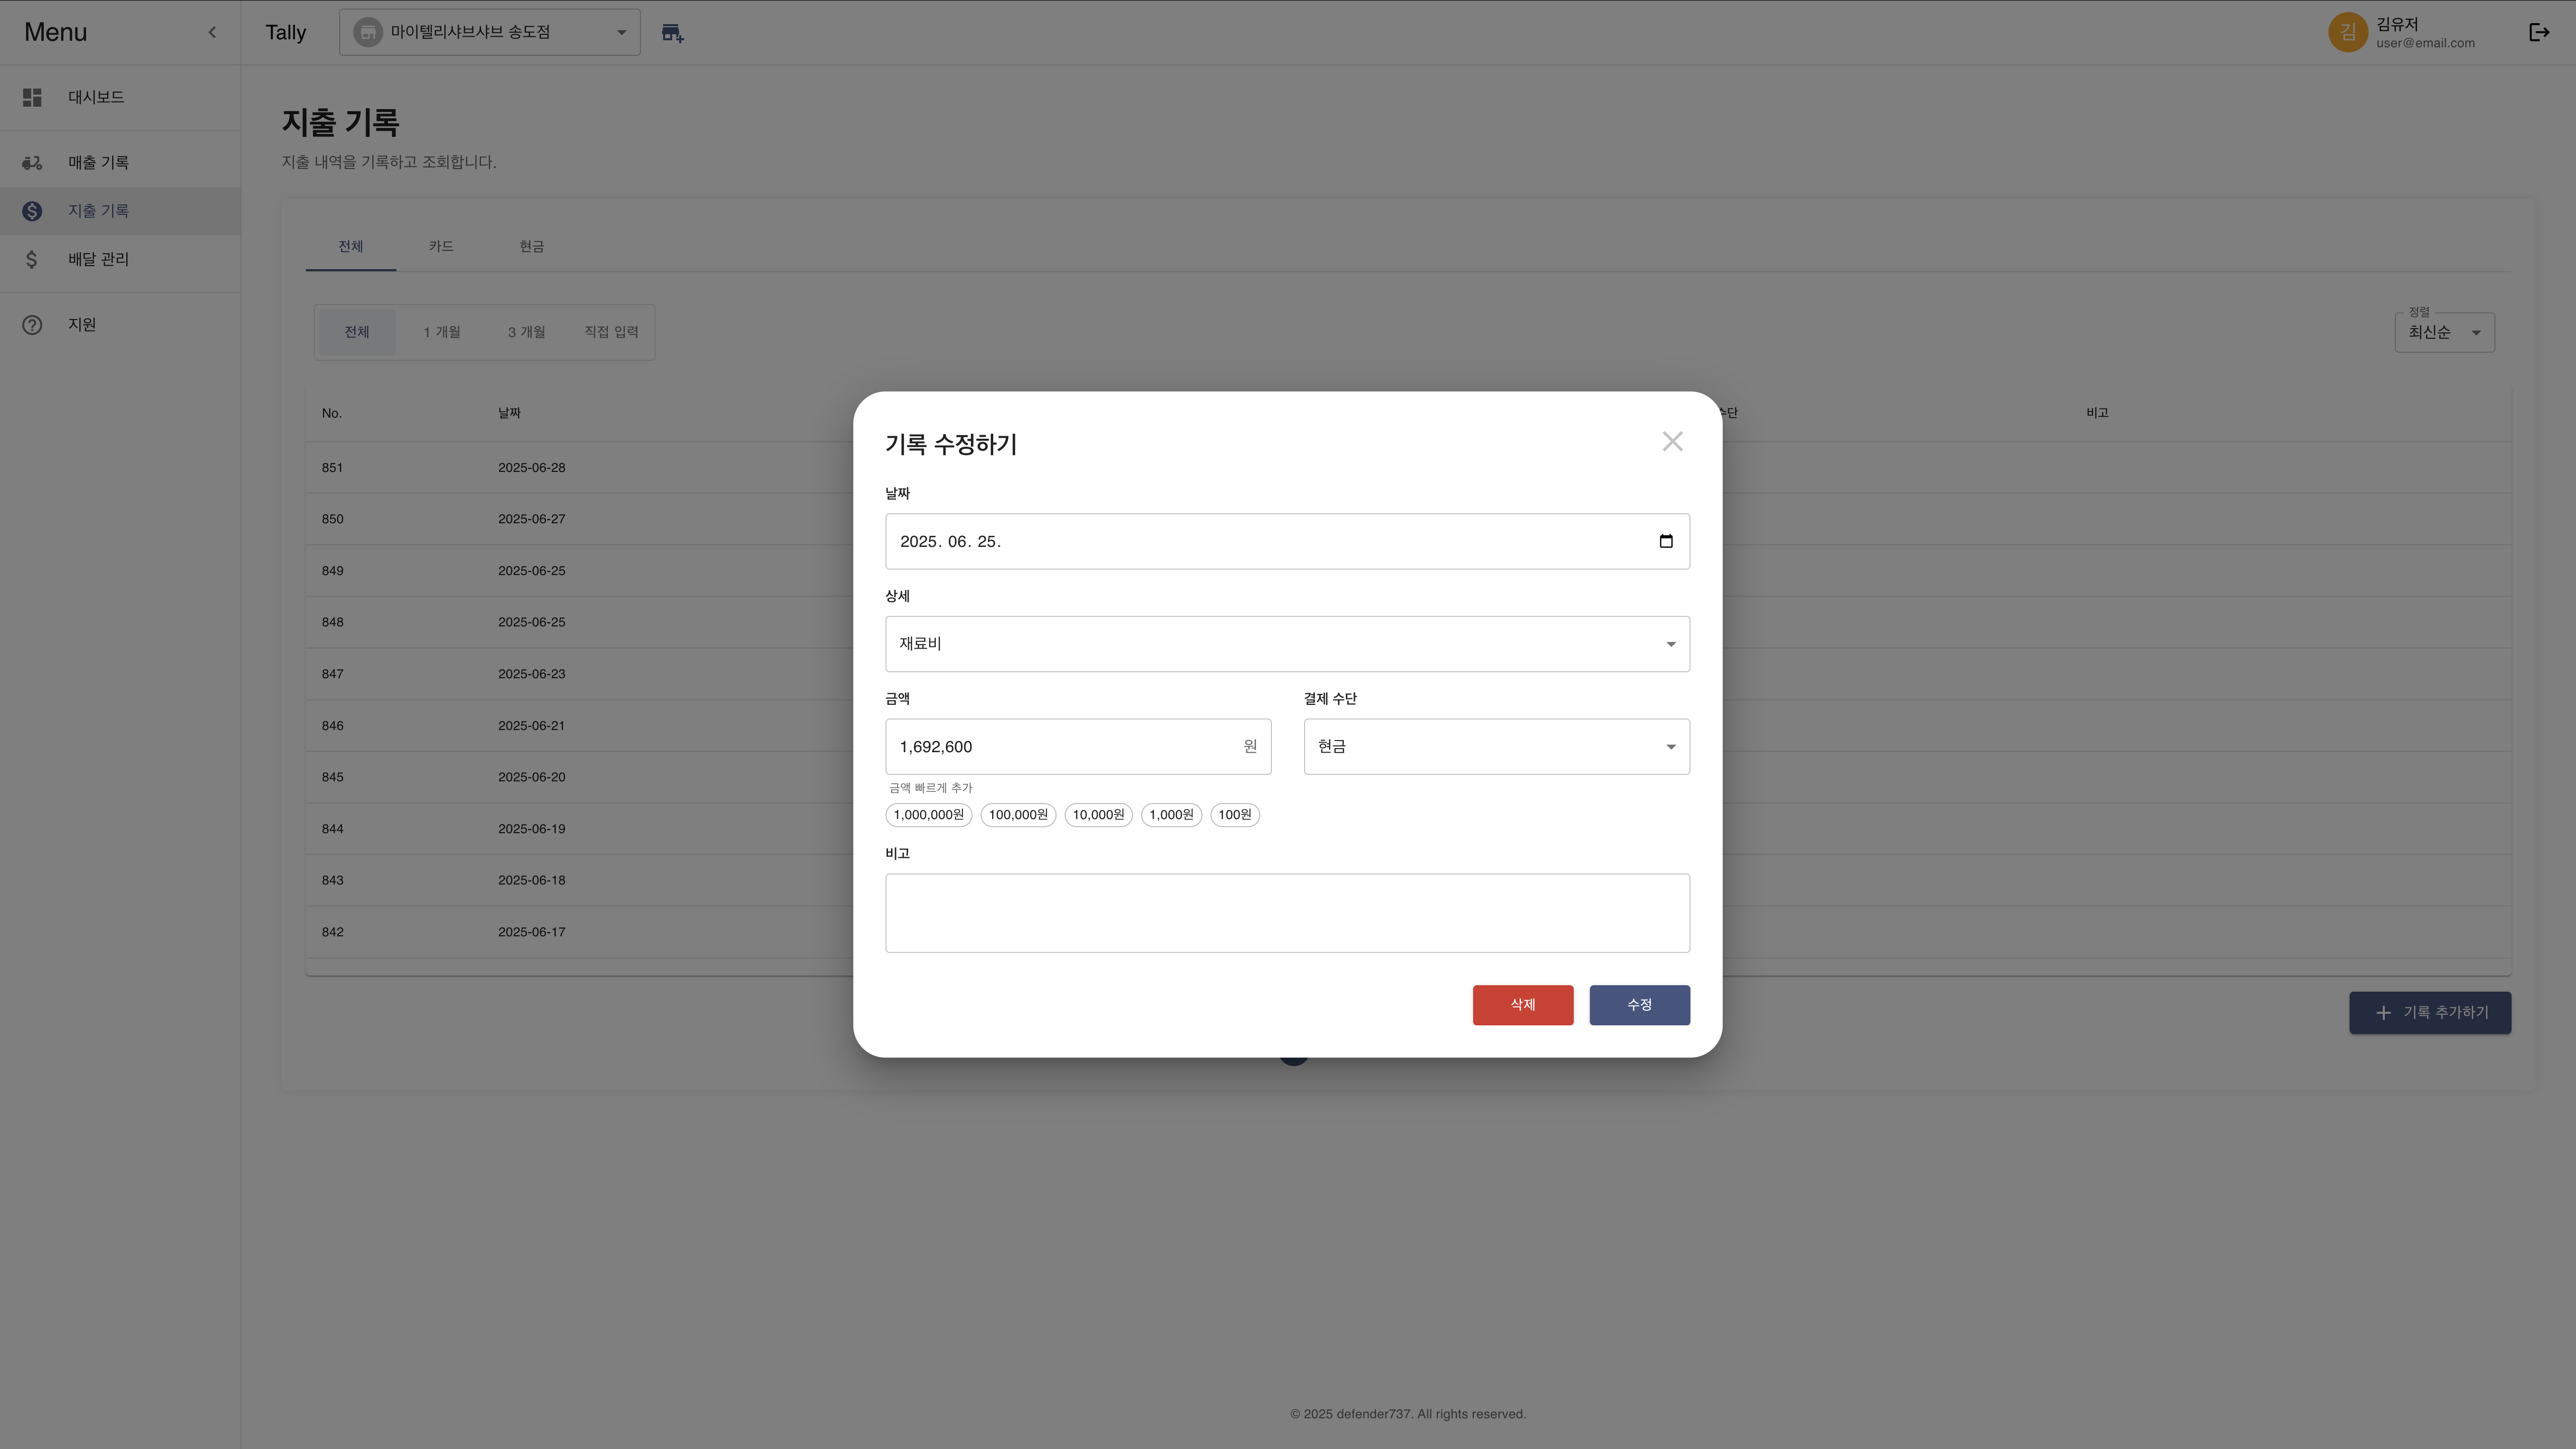 Menu
Tally
마이텔리샤브샤브 송도점
김
김유저
user@email.com
대시보드
매출 기록
지출 기록
배달 관리
지원
지출 기록
지출 내역을 기록하고 조회합니다.
전체 카드 현금
전체 1 개월 3 개월 직접 입력
정렬
최신순
No. 날짜 수단 비고
851 2025-06-28
850 2025-06-27
849 2025-06-25
848 2025-06-25
847 2025-06-23
846 2025-06-21
845 2025-06-20
844 2025-06-19
843 2025-06-18
842 2025-06-17
기록 추가하기
기록 수정하기
날짜
2025. 06. 25.
상세
재료비
금액 결제 수단
1,692,600 원 현금
금액 빠르게 추가
1,000,000원 100,000원 10,000원 1,000원 100원
비고
삭제 수정
© 2025 defender737. All rights reserved.